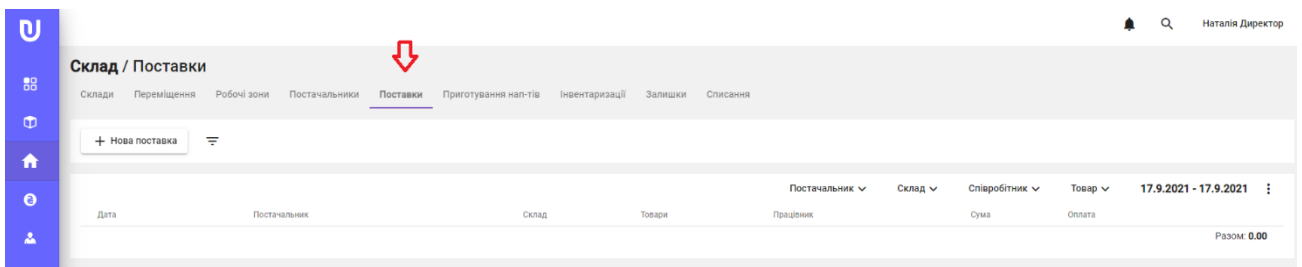 Наталія Директор
Склад / Поставки
Склади Переміщення Робочі зони Постачальники Поставки Приготування нап-тів Інвентаризації Залишки Списання
+ Нова поставка
Постачальник Склад Співробітник Товар 17.9.2021 - 17.9.2021
Дата Постачальник Склад Товари Працівник Сума Оплата
Разом: 0.00